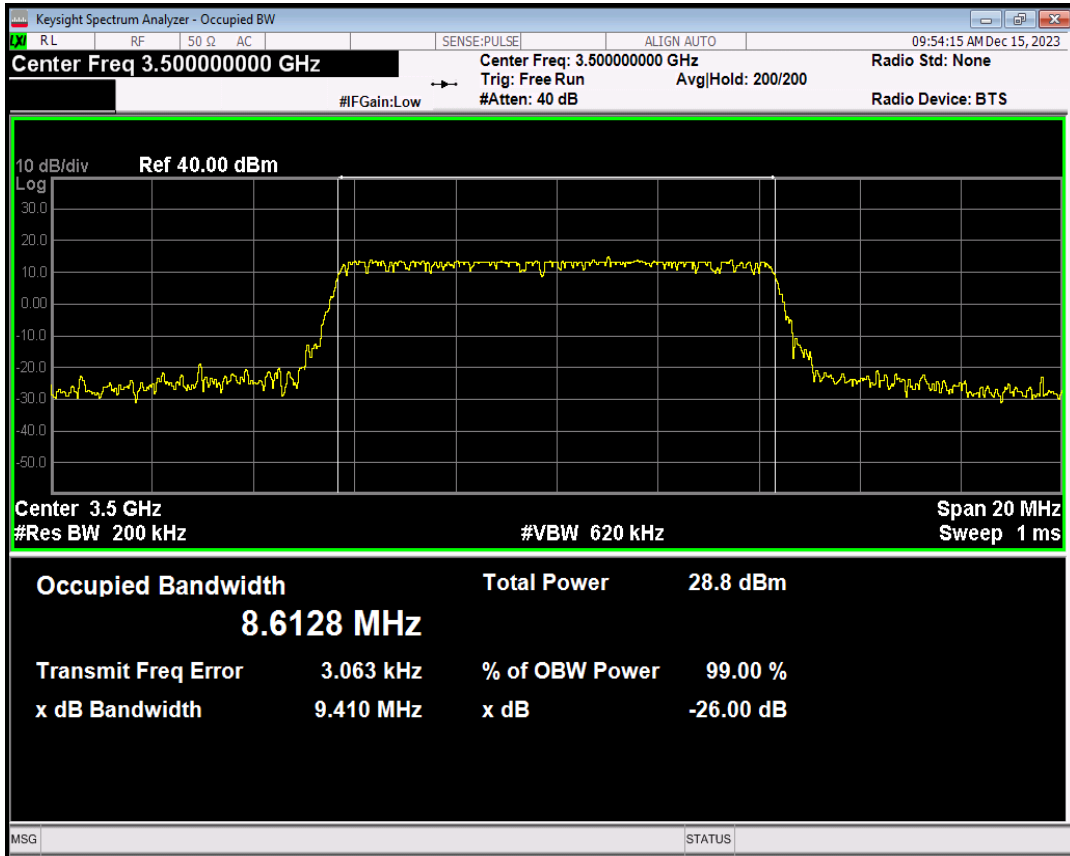 Keysight Spectrum Analyzer - Occupied BW
LXI RL RF 50 Ω AC SENSE:PULSE ALIGN AUTO 09:54:15 AM Dec 15, 2023
Center Freq 3.500000000 GHz Center Freq: 3.500000000 GHz Radio Std: None
Trig: Free Run Avg|Hold: 200/200
#IFGain:Low #Atten: 40 dB Radio Device: BTS
10 dB/div Ref 40.00 dBm
Log
30.0
20.0
10.0
0.00
-10.0
-20.0
-30.0
-40.0
-50.0
Center 3.5 GHz Span 20 MHz
#Res BW 200 kHz #VBW 620 kHz Sweep 1 ms
Occupied Bandwidth Total Power 28.8 dBm
8.6128 MHz
Transmit Freq Error 3.063 kHz % of OBW Power 99.00 %
x dB Bandwidth 9.410 MHz x dB -26.00 dB
MSG STATUS